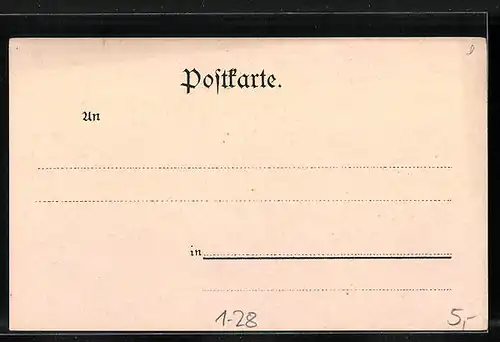 Postkarte.
An
in
1-28
5,-